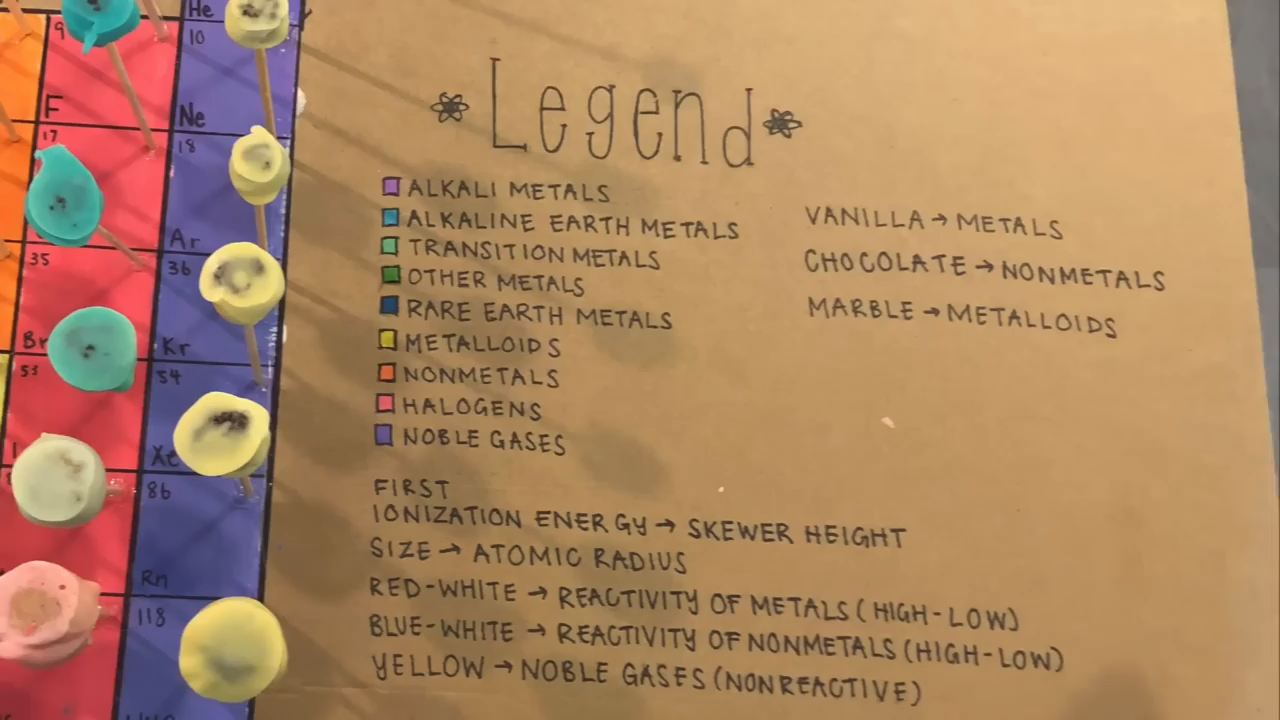 He
9
10
F
Ne
17
18
Ar
35
36
Br
Kr
53
54
I
Xe
86
Rn
118
Legend
ALKALI METALS
ALKALINE EARTH METALS
TRANSITION METALS
OTHER METALS
RARE EARTH METALS
METALLOIDS
NONMETALS
HALOGENS
NOBLE GASES
VANILLA → METALS
CHOCOLATE → NONMETALS
MARBLE → METALLOIDS
FIRST
IONIZATION ENERGY → SKEWER HEIGHT
SIZE → ATOMIC RADIUS
RED-WHITE → REACTIVITY OF METALS (HIGH-LOW)
BLUE-WHITE → REACTIVITY OF NONMETALS (HIGH-LOW)
YELLOW → NOBLE GASES (NONREACTIVE)